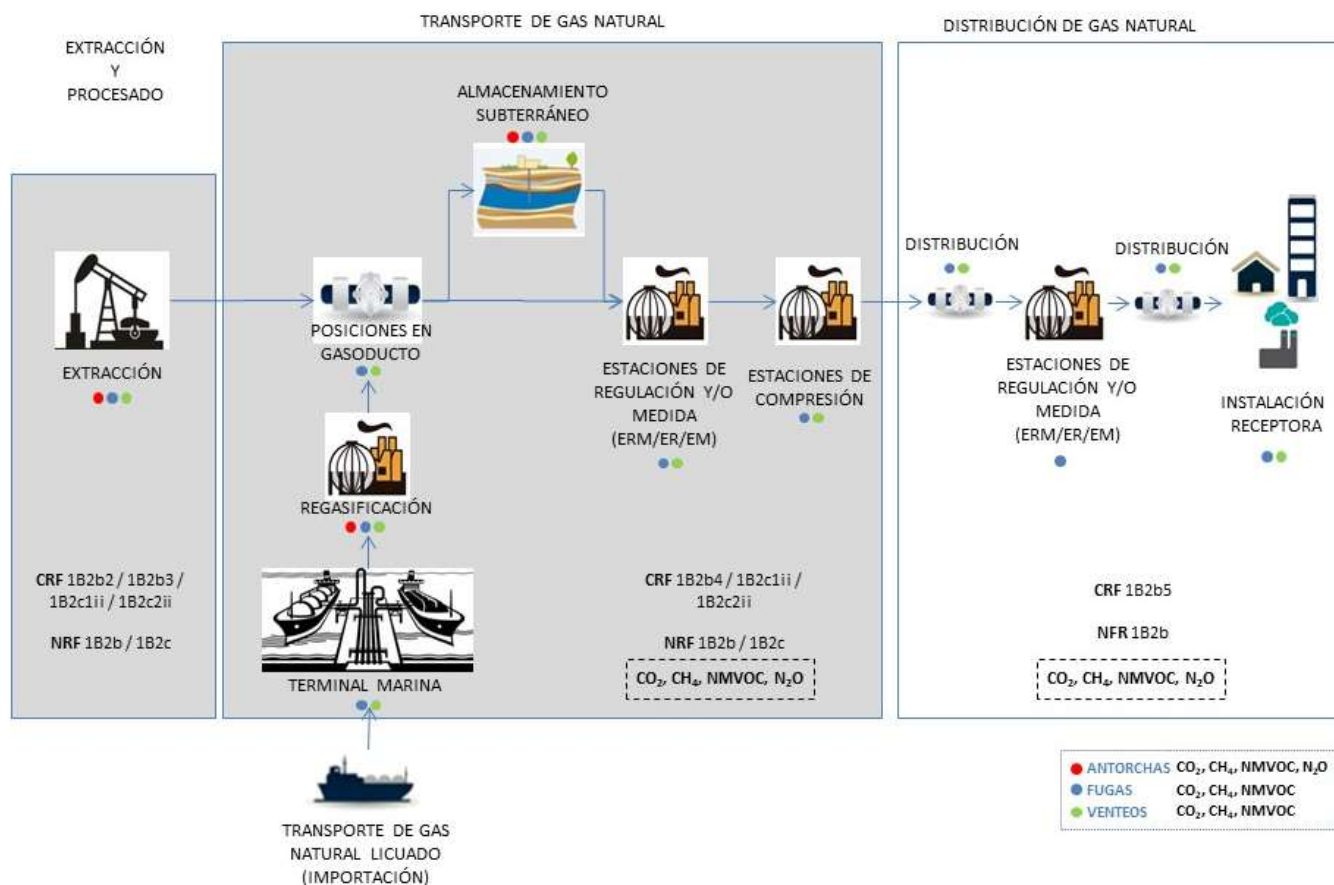 EXTRACCIÓN
Y
PROCESADO
TRANSPORTE DE GAS NATURAL
DISTRIBUCIÓN DE GAS NATURAL
ALMACENAMIENTO
SUBTERRÁNEO
EXTRACCIÓN
POSICIONES EN
GASODUCTO
REGASIFICACIÓN
TERMINAL MARINA
TRANSPORTE DE GAS
NATURAL LICUADO
(IMPORTACIÓN)
ESTACIONES DE
REGULACIÓN Y/O
MEDIDA
(ERM/ER/EM)
ESTACIONES DE
COMPRESIÓN
DISTRIBUCIÓN
ESTACIONES DE
REGULACIÓN Y/O
MEDIDA
(ERM/ER/EM)
DISTRIBUCIÓN
INSTALACIÓN
RECEPTORA
CRF 1B2b2 / 1B2b3 /
1B2c1ii / 1B2c2ii
NRF 1B2b / 1B2c
CRF 1B2b4 / 1B2c1ii /
1B2c2ii
NRF 1B2b / 1B2c
CO₂, CH₄, NMVOC, N₂O
CRF 1B2b5
NFR 1B2b
CO₂, CH₄, NMVOC, N₂O
ANTORCHAS CO₂, CH₄, NMVOC, N₂O
FUGAS CO₂, CH₄, NMVOC
VENTEOS CO₂, CH₄, NMVOC